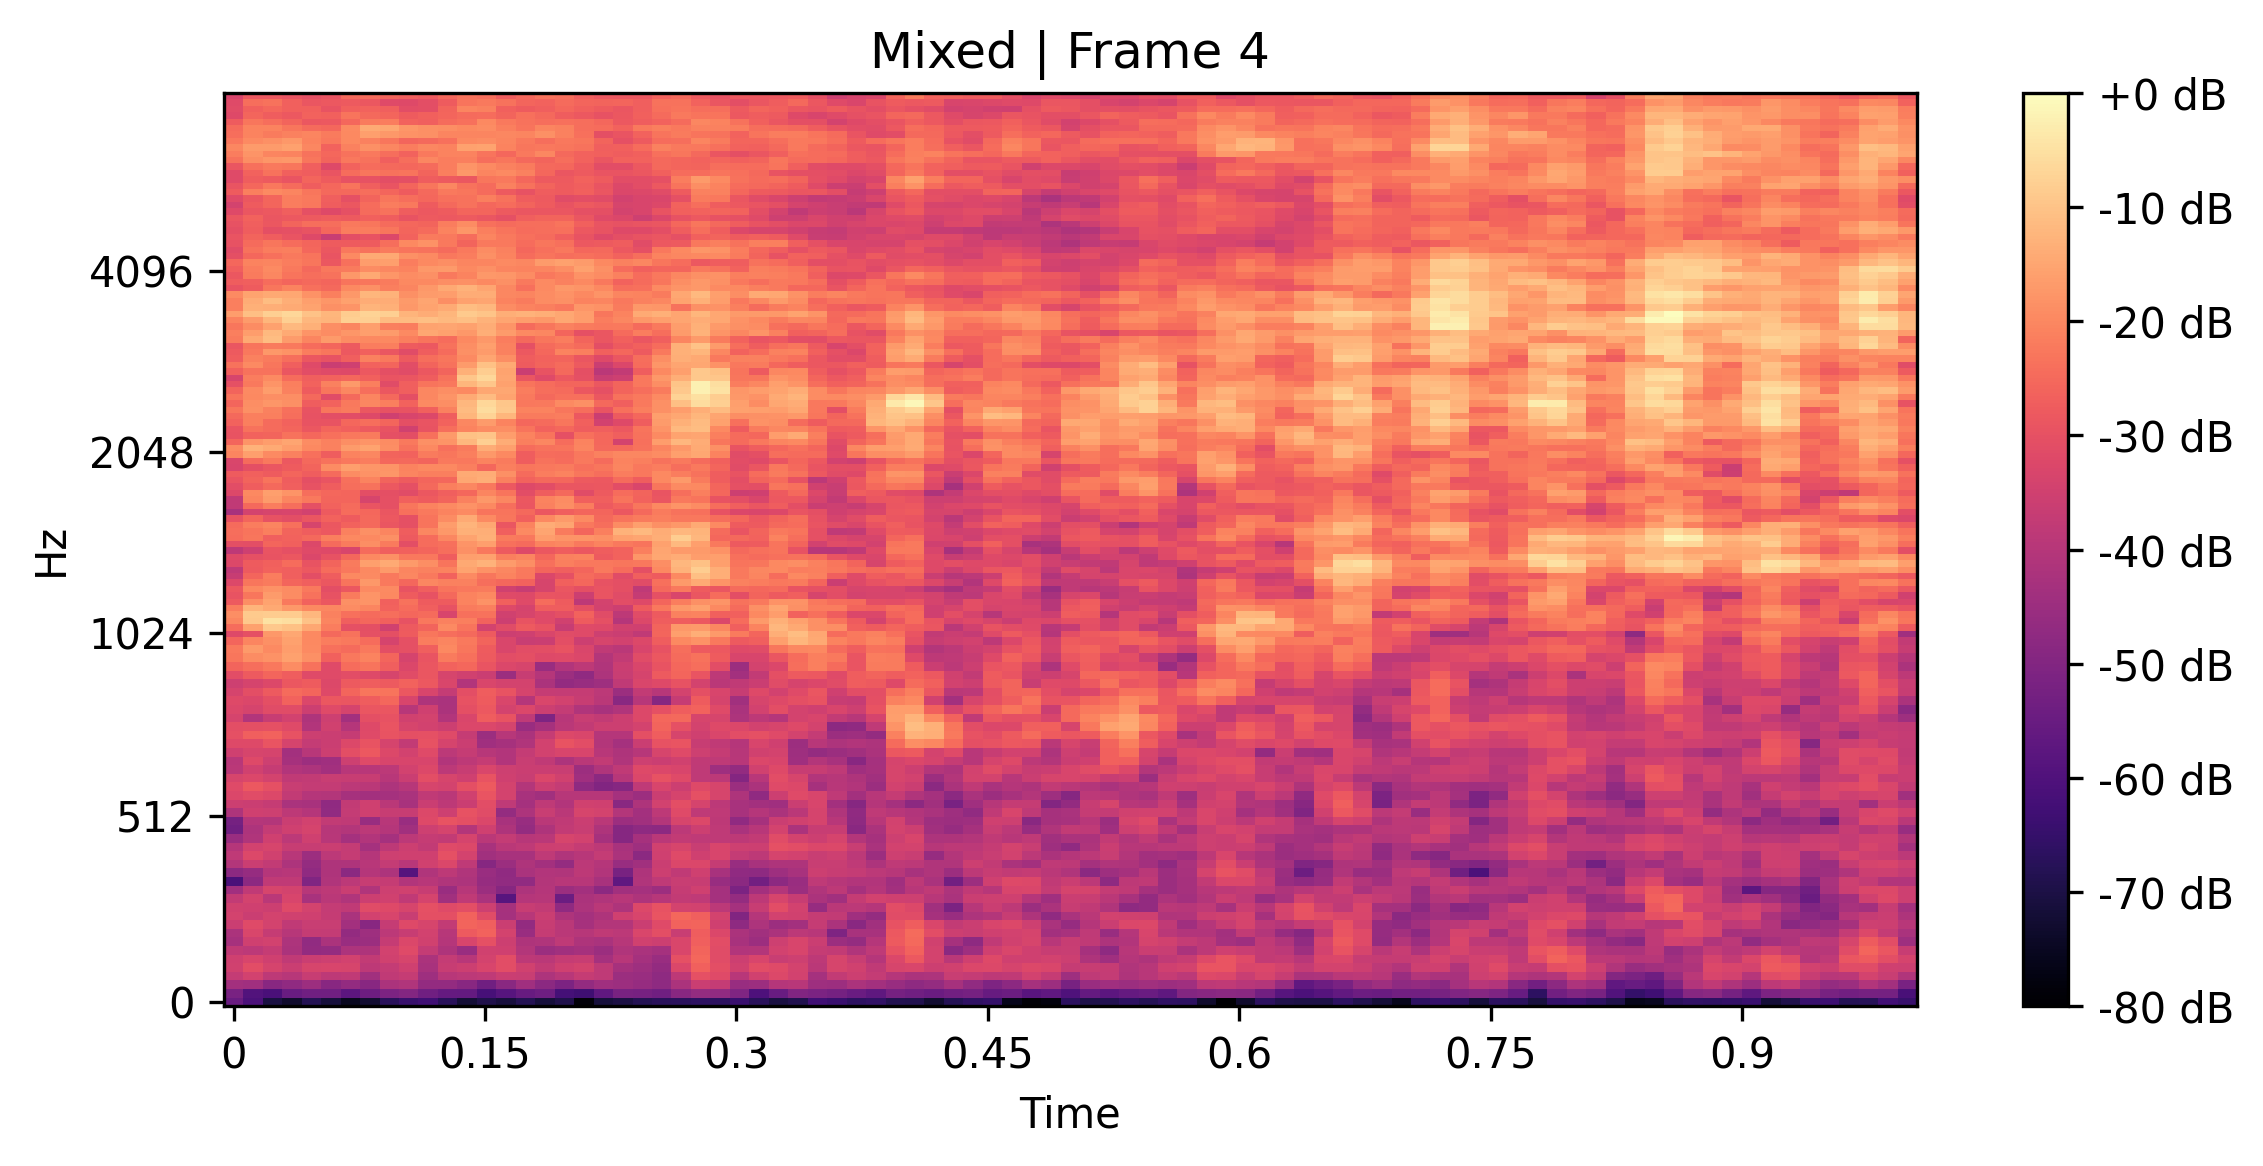 Mixed | Frame 4
+0 dB
-10 dB
4096
-20 dB
-30 dB
2048
Hz
-40 dB
1024
-50 dB
512
-60 dB
-70 dB
0
-80 dB
0 0.15 0.3 0.45 0.6 0.75 0.9
Time